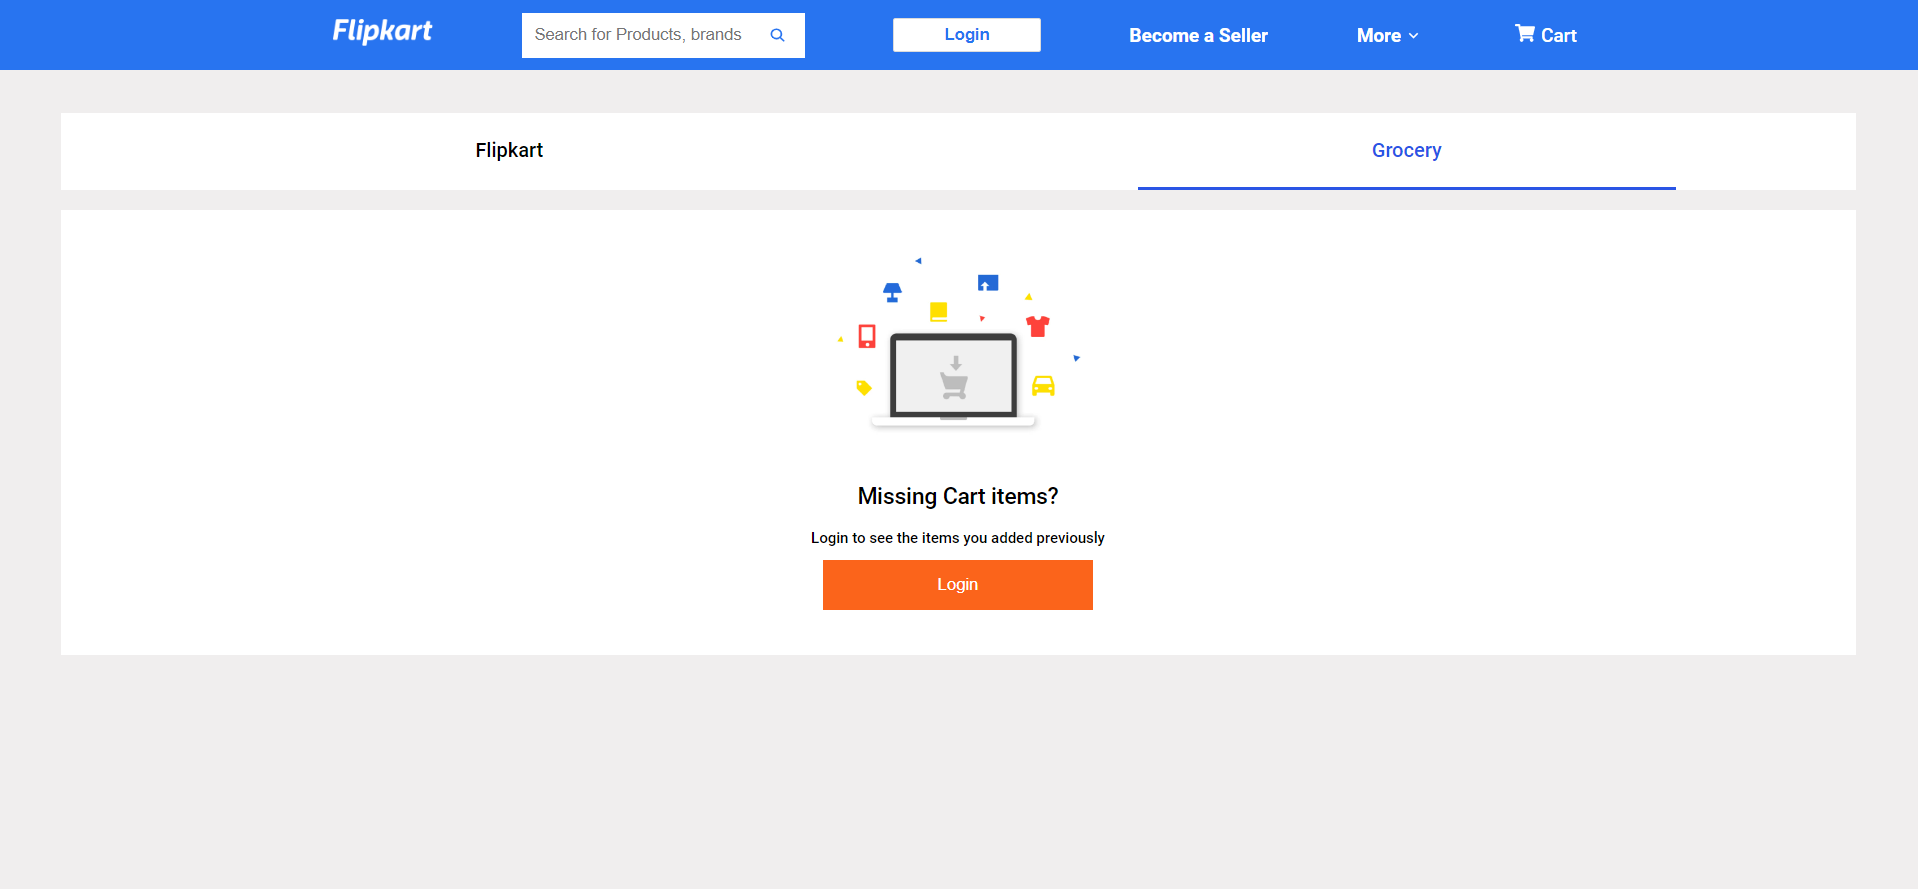 Flipkart
Search for Products, brands
Login
Become a Seller
More
Cart
Flipkart
Grocery
Missing Cart items?
Login to see the items you added previously
Login